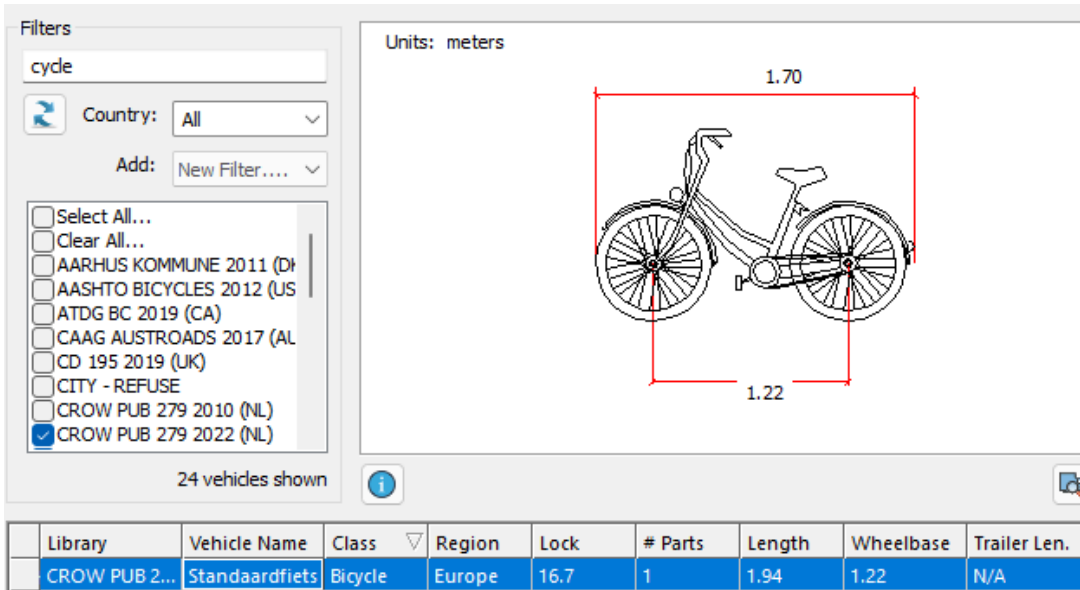 Filters
cycle
Country: All
Add: New Filter....
Select All...
Clear All...
AARHUS KOMMUNE 2011 (DK
AASHTO BICYCLES 2012 (US
ATDG BC 2019 (CA)
CAAG AUSTROADS 2017 (AU
CD 195 2019 (UK)
CITY - REFUSE
CROW PUB 279 2010 (NL)
CROW PUB 279 2022 (NL)
24 vehicles shown
Units: meters
1.70
1.22
Library Vehicle Name Class Region Lock # Parts Length Wheelbase Trailer Len.
CROW PUB 2... Standaardfiets Bicycle Europe 16.7 1 1.94 1.22 N/A